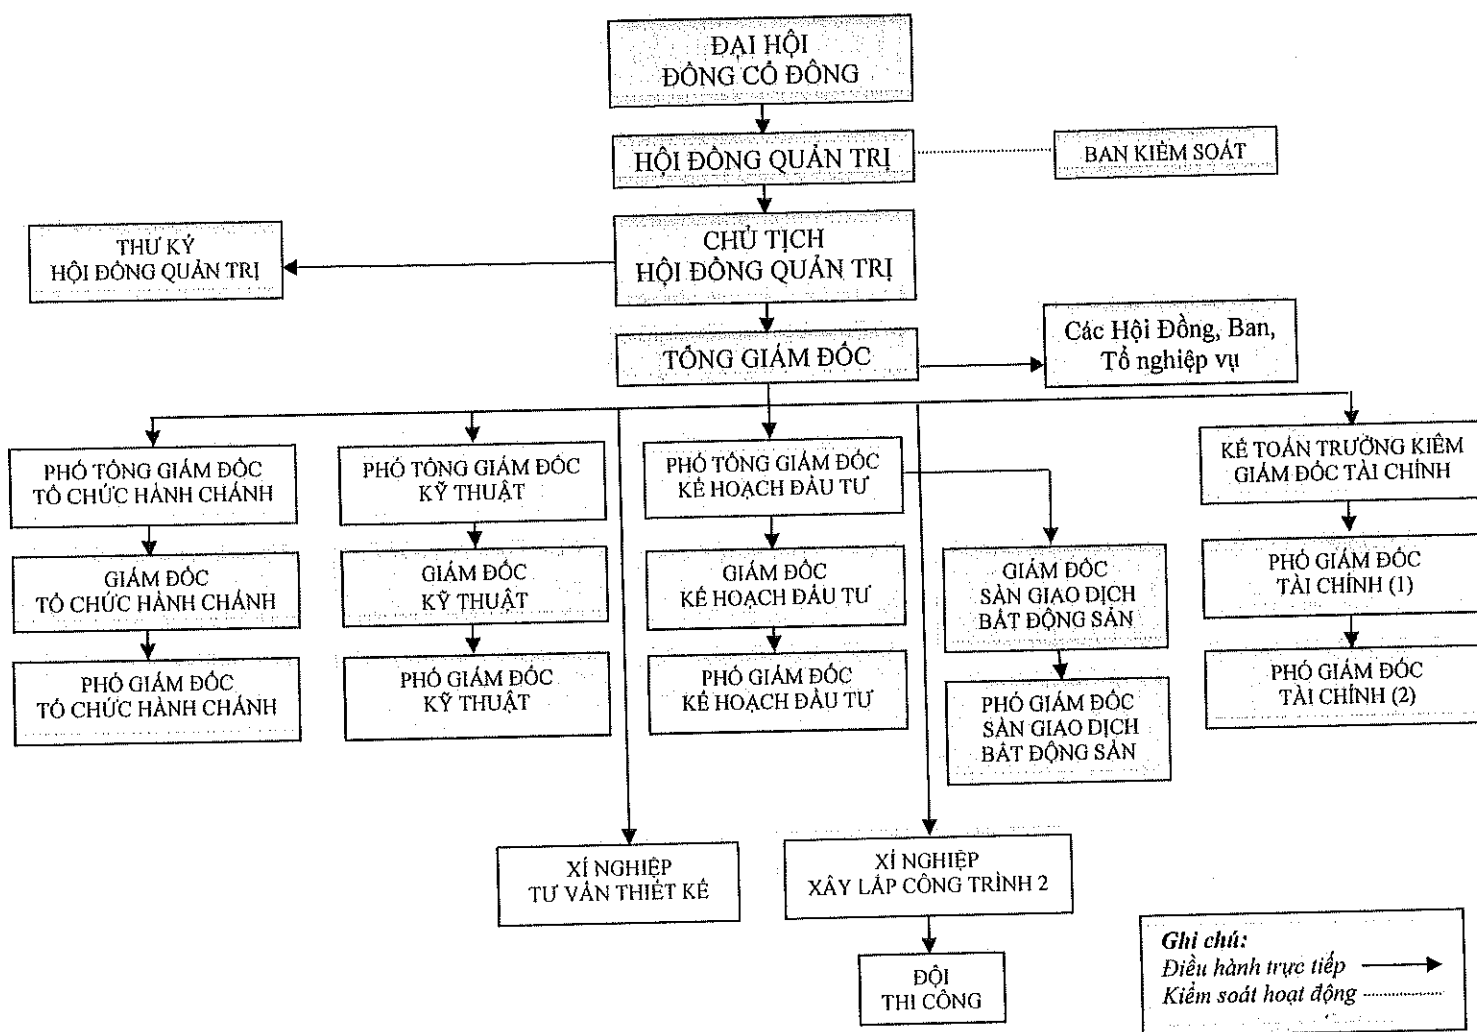 ĐẠI HỘI
ĐỒNG CỔ ĐÔNG
HỘI ĐỒNG QUẢN TRỊ
BAN KIỂM SOÁT
THƯ KÝ
HỘI ĐỒNG QUẢN TRỊ
CHỦ TỊCH
HỘI ĐỒNG QUẢN TRỊ
TỔNG GIÁM ĐỐC
Các Hội Đồng, Ban,
Tổ nghiệp vụ
PHÓ TỔNG GIÁM ĐỐC
TỔ CHỨC HÀNH CHÁNH
PHÓ TỔNG GIÁM ĐỐC
KỸ THUẬT
PHÓ TỔNG GIÁM ĐỐC
KẾ HOẠCH ĐẦU TƯ
KẾ TOÁN TRƯỞNG KIÊM
GIÁM ĐỐC TÀI CHÍNH
GIÁM ĐỐC
TỔ CHỨC HÀNH CHÁNH
GIÁM ĐỐC
KỸ THUẬT
GIÁM ĐỐC
KẾ HOẠCH ĐẦU TƯ
GIÁM ĐỐC
SÀN GIAO DỊCH
BẤT ĐỘNG SẢN
PHÓ GIÁM ĐỐC
TÀI CHÍNH (1)
PHÓ GIÁM ĐỐC
TỔ CHỨC HÀNH CHÁNH
PHÓ GIÁM ĐỐC
KỸ THUẬT
PHÓ GIÁM ĐỐC
KẾ HOẠCH ĐẦU TƯ
PHÓ GIÁM ĐỐC
SÀN GIAO DỊCH
BẤT ĐỘNG SẢN
PHÓ GIÁM ĐỐC
TÀI CHÍNH (2)
XÍ NGHIỆP
TƯ VẤN THIẾT KẾ
XÍ NGHIỆP
XÂY LẮP CÔNG TRÌNH 2
ĐỘI
THI CÔNG
Ghi chú:
Điều hành trực tiếp
Kiểm soát hoạt động